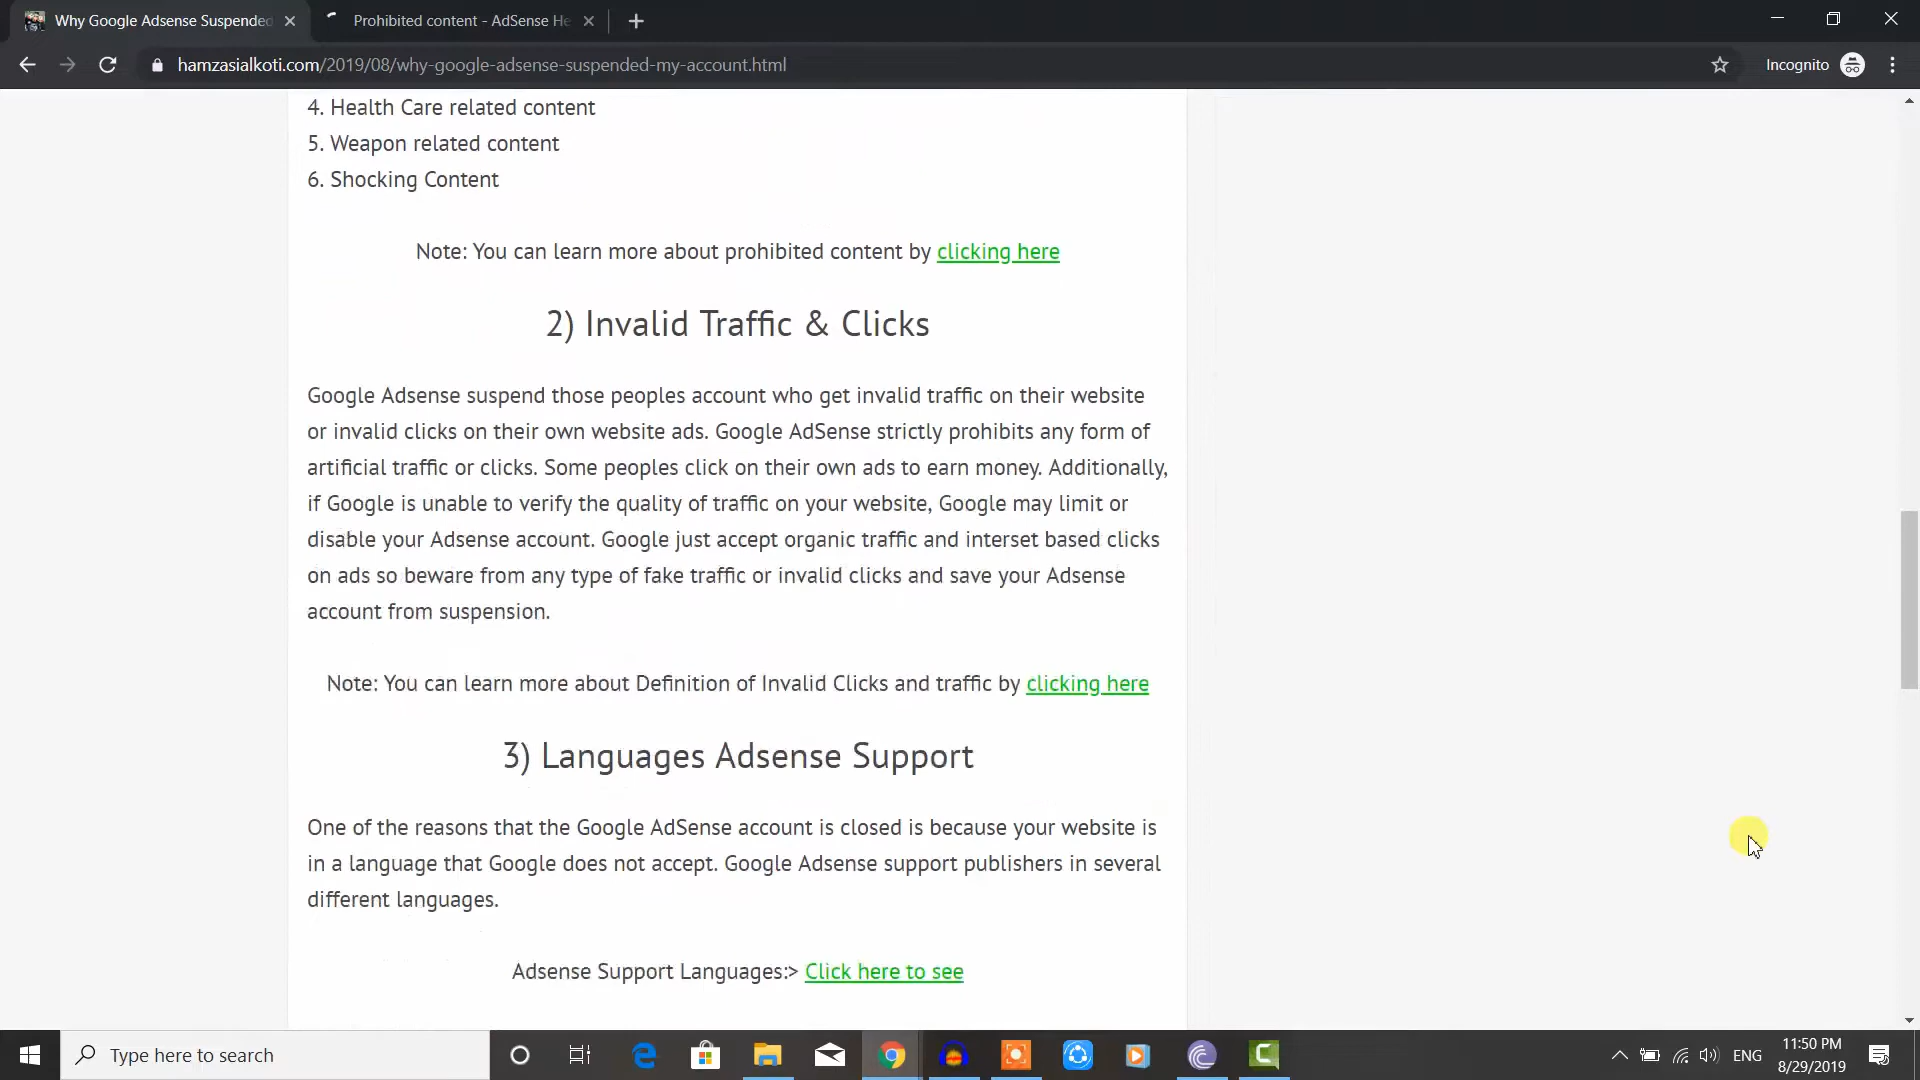 Why Google Adsense Suspended
Prohibited content - AdSense He
hamzasialkoti.com/2019/08/why-google-adsense-suspended-my-account.html
Incognito
4. Health Care related content
5. Weapon related content
6. Shocking Content
Note: You can learn more about prohibited content by clicking here
2) Invalid Traffic & Clicks
Google Adsense suspend those peoples account who get invalid traffic on their website
or invalid clicks on their own website ads. Google AdSense strictly prohibits any form of
artificial traffic or clicks. Some peoples click on their own ads to earn money. Additionally,
if Google is unable to verify the quality of traffic on your website, Google may limit or
disable your Adsense account. Google just accept organic traffic and interset based clicks
on ads so beware from any type of fake traffic or invalid clicks and save your Adsense
account from suspension.
Note: You can learn more about Definition of Invalid Clicks and traffic by clicking here
3) Languages Adsense Support
One of the reasons that the Google AdSense account is closed is because your website is
in a language that Google does not accept. Google Adsense support publishers in several
different languages.
Adsense Support Languages:> Click here to see
Type here to search
ENG
11:50 PM
8/29/2019